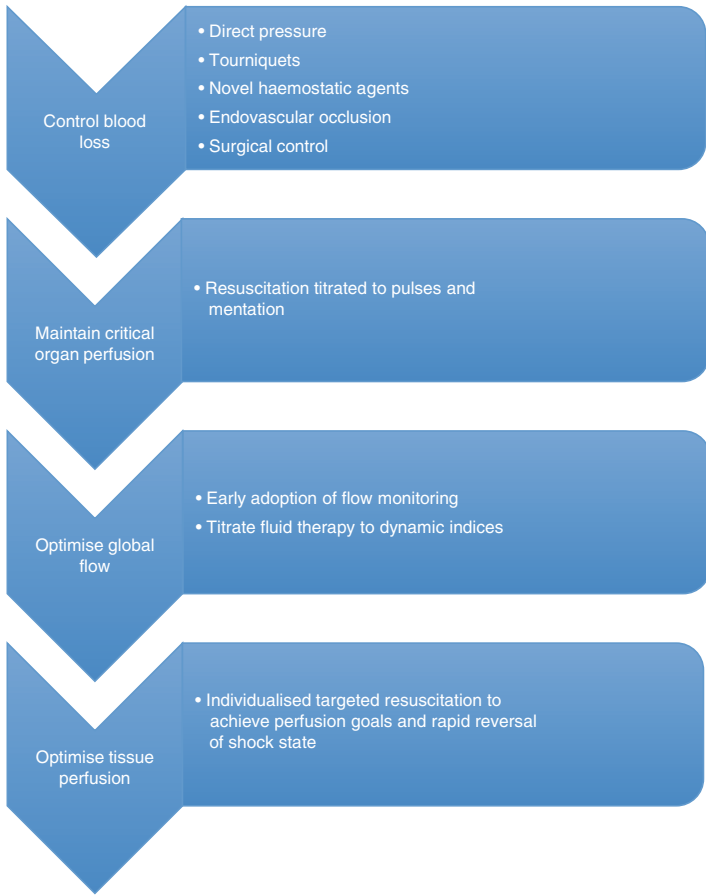 Control blood
loss
• Direct pressure
• Tourniquets
• Novel haemostatic agents
• Endovascular occlusion
• Surgical control
Maintain critical
organ perfusion
• Resuscitation titrated to pulses and
mentation
Optimise global
flow
• Early adoption of flow monitoring
• Titrate fluid therapy to dynamic indices
Optimise tissue
perfusion
• Individualised targeted resuscitation to
achieve perfusion goals and rapid reversal
of shock state